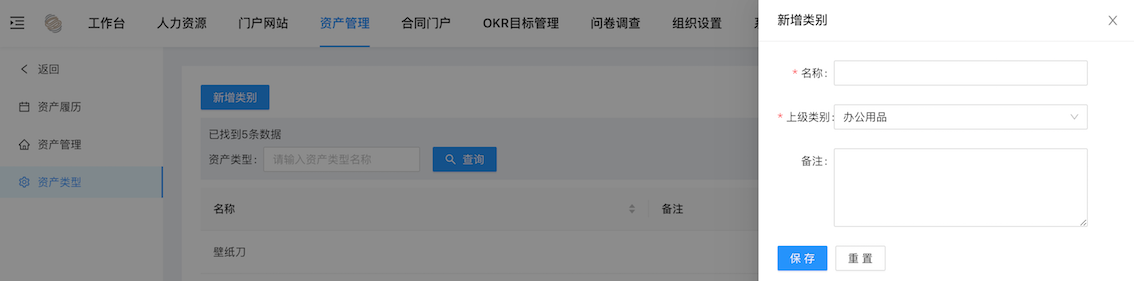 工作台 人力资源 门户网站 资产管理 合同门户 OKR目标管理 问卷调查 组织设置
新增类别
返回
资产履历
资产管理
资产类型
新增类别
已找到5条数据
资产类型: 请输入资产类型名称 查询
名称 备注
壁纸刀
* 名称:
* 上级类别: 办公用品
备注:
保存 重置